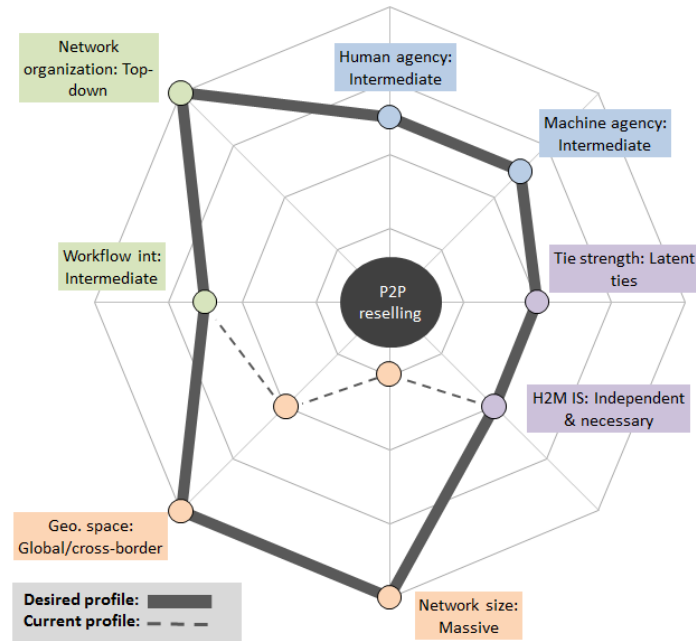 Network
organization: Top-
down
Human agency:
Intermediate
Machine agency:
Intermediate
Workflow int:
Intermediate
P2P
reselling
Tie strength: Latent
ties
H2M IS: Independent
& necessary
Geo. space:
Global/cross-border
Network size:
Massive
Desired profile:
Current profile: